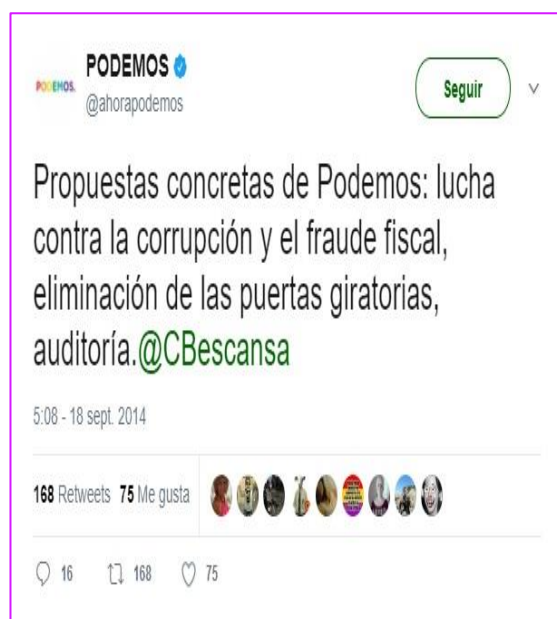 PODEMOS.
PODEMOS
@ahorapodemos
Seguir
Propuestas concretas de Podemos: lucha
contra la corrupción y el fraude fiscal,
eliminación de las puertas giratorias,
auditoría.@CBescansa
5:08 - 18 sept. 2014
168 Retweets 75 Me gusta
16 168 75